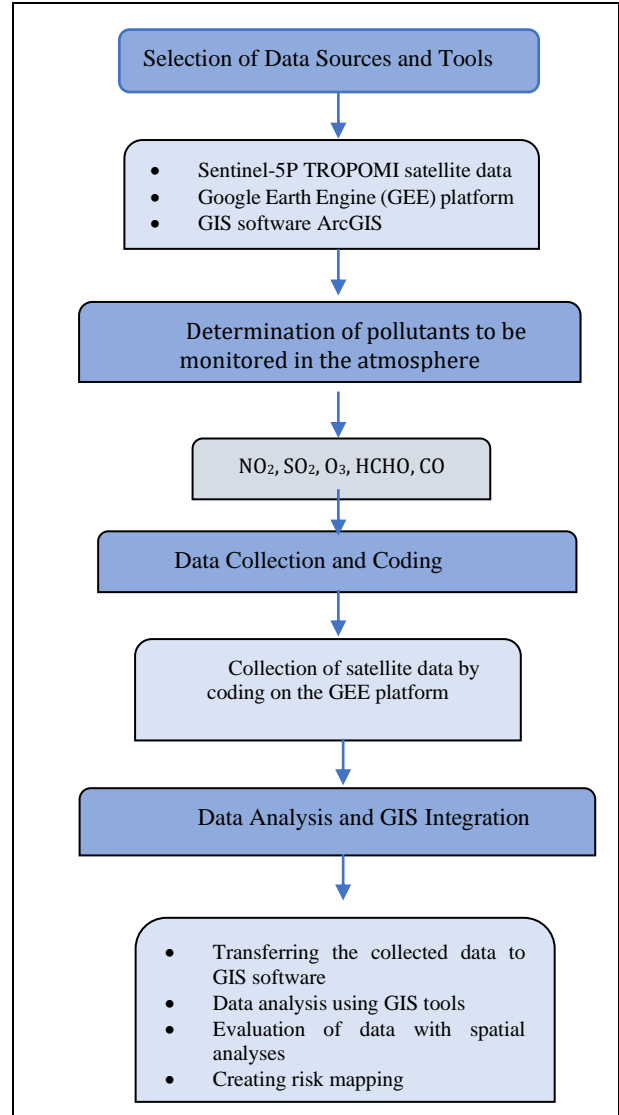 Selection of Data Sources and Tools
• Sentinel-5P TROPOMI satellite data
• Google Earth Engine (GEE) platform
• GIS software ArcGIS
Determination of pollutants to be
monitored in the atmosphere
NO₂, SO₂, O₃, HCHO, CO
Data Collection and Coding
Collection of satellite data by
coding on the GEE platform
Data Analysis and GIS Integration
• Transferring the collected data to
GIS software
• Data analysis using GIS tools
• Evaluation of data with spatial
analyses
• Creating risk mapping